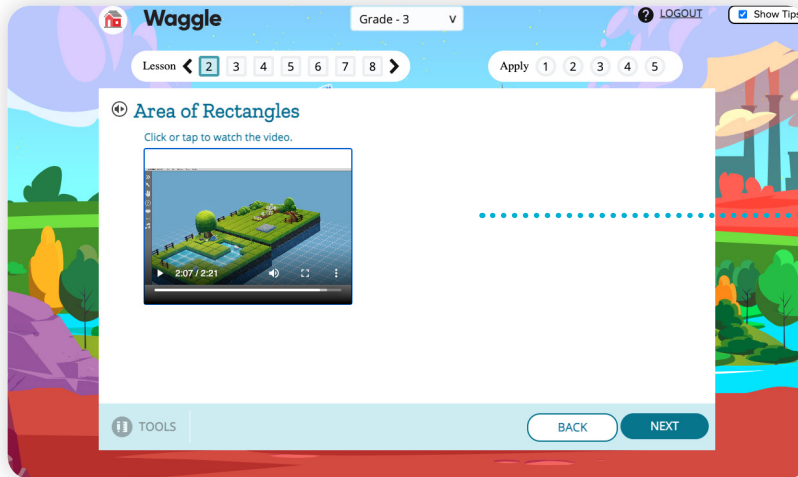 Waggle
Grade - 3 v
? LOGOUT
Show Tips
Lesson 2 3 4 5 6 7 8
Apply 1 2 3 4 5
Area of Rectangles
Click or tap to watch the video.
2:07 / 2:21
TOOLS
BACK
NEXT